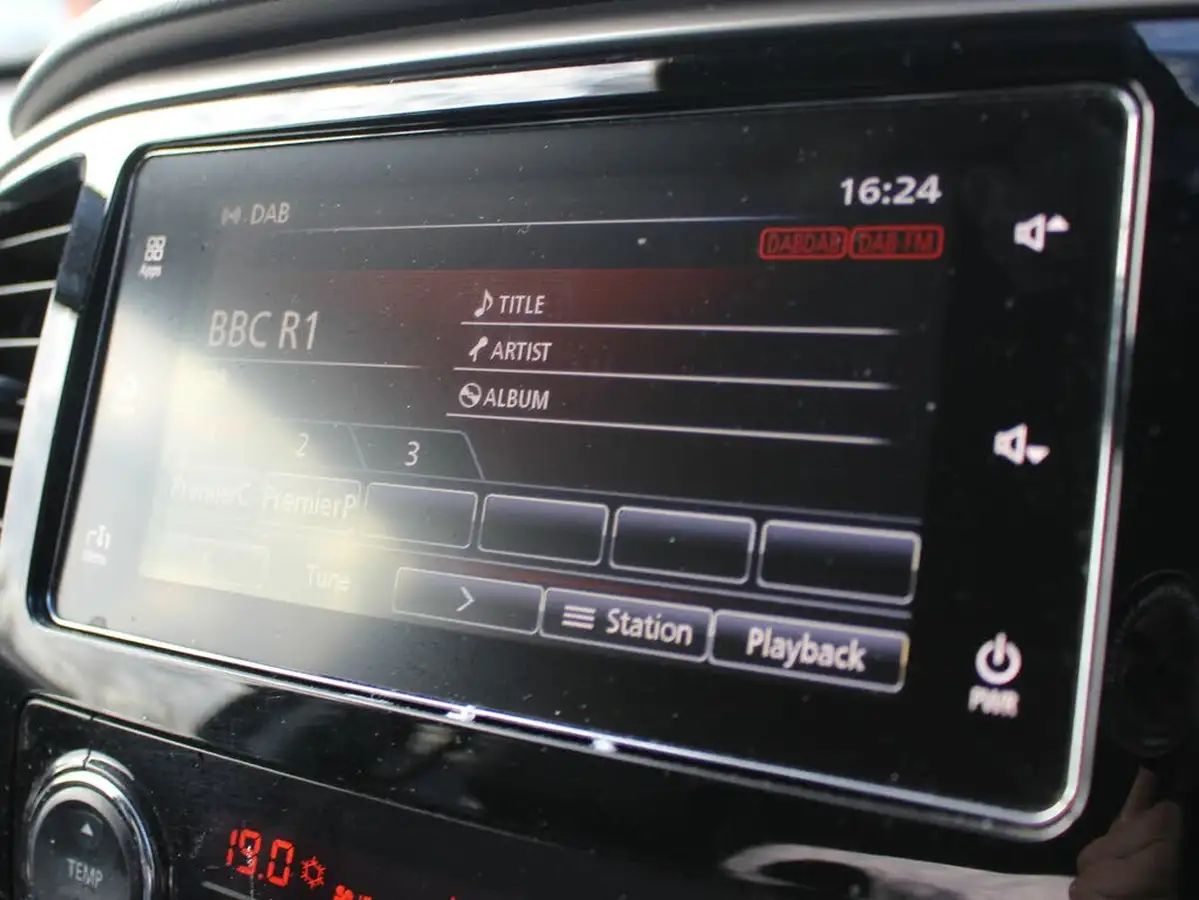 DAB
16:24
Apps
DABDAB DAB-FM
BBC R1
TITLE
ARTIST
ALBUM
2 3
PremierC PremierP
Menu
Tune > Station Playback
PWR
TEMP
19.0